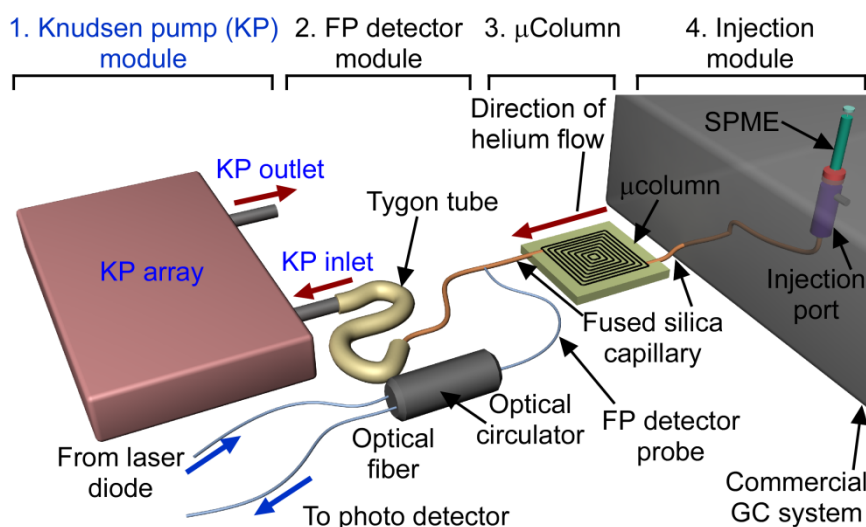 1. Knudsen pump (KP)
module
2. FP detector
module
3. μColumn
4. Injection
module
Direction of
helium flow
SPME
KP outlet
Tygon tube
μcolumn
KP array
KP inlet
Injection
port
Fused silica
capillary
Optical
circulator
FP detector
probe
Optical
fiber
From laser
diode
To photo detector
Commercial
GC system